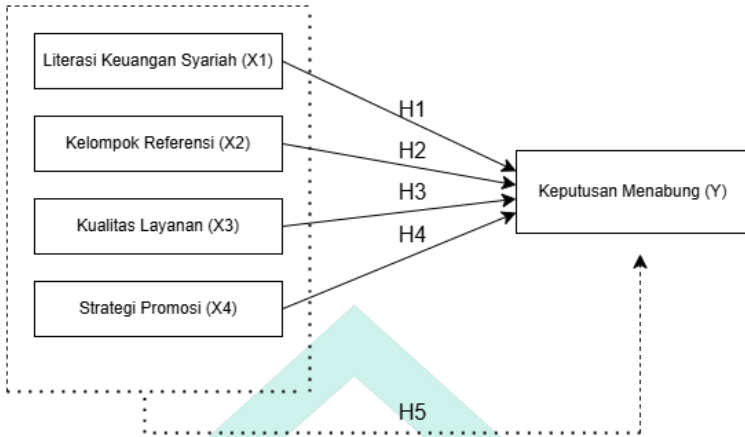 Literasi Keuangan Syariah (X1)
H1
Kelompok Referensi (X2)
H2
Keputusan Menabung (Y)
H3
Kualitas Layanan (X3)
H4
Strategi Promosi (X4)
H5